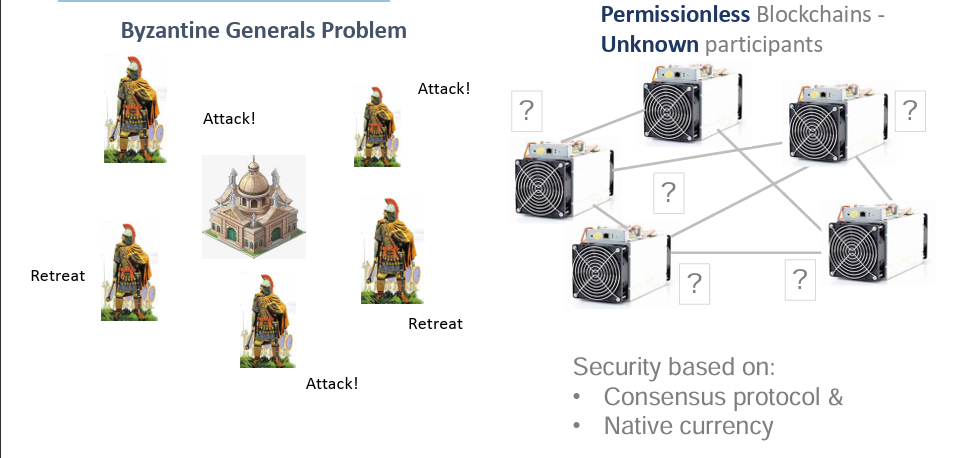 Byzantine Generals Problem
Attack!
Attack!
Retreat
Retreat
Attack!
Permissionless Blockchains -
Unknown participants
?
?
?
?
?
Security based on:
• Consensus protocol &
• Native currency